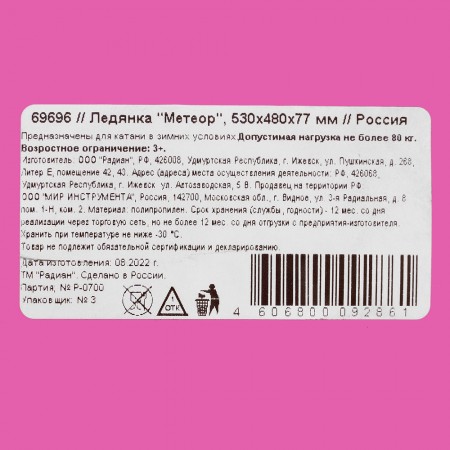 69696 // Ледянка "Метеор", 530х480х77 мм // Россия
Предназначены для катани в зимних условиях.Допустимая нагрузка не более 80 кг.
Возростное ограничение: 3+.
Изготовитель: ООО "Радиан", РФ, 426008, Удмуртская Республика, г. Ижевск, ул. Пушкинская, д. 268,
Литер Е, помещение 42, 43. Адрес (адреса) места осуществления деятельности: РФ, 426068,
Удмуртская Республика, г. Ижевск, ул. Автозаводская, 5 В. Продавец на территории РФ:
ООО "МИР ИНСТРУМЕНТА", Россия, 142700, Московская обл., г. Видное, ул. 3-я Радиальная, д. 8,
пом. 1-Н, ком. 2. Материал: полипропилен. Срок хранения (службы, годности) - 12 мес. со дня
реализации через торговую сеть, но не более - 12 мес. со дня отгрузки с предприятия-изготовителя.
Хранить при температуре не ниже -30 °С.
Товар не подлежит обязательной сертификации и декларированию.
Дата изготовления: 08.2022 г.
ТМ "Радиан". Сделано в России.
Партия, № Р-0700
Упаковщик: № 3
1
ОТК
4 606800 092861